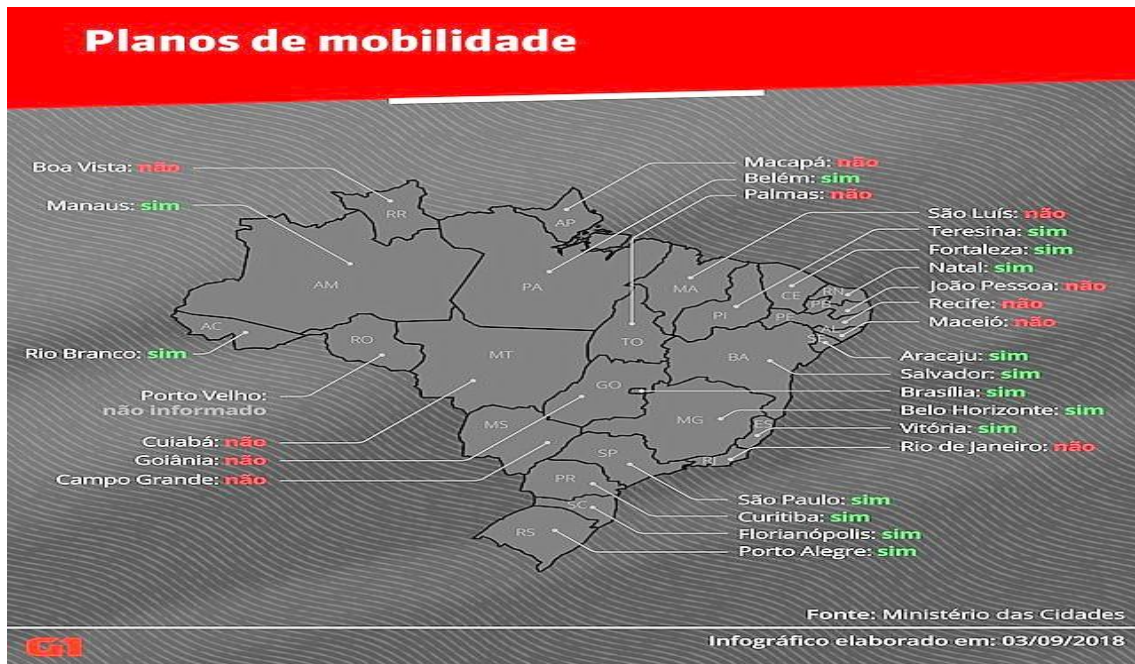 Planos de mobilidade
Boa Vista: não
Manaus: sim
Rio Branco: sim
Porto Velho:
não informado
Cuiabá: não
Goiânia: não
Campo Grande: não
Macapá: não
Belém: sim
Palmas: não
São Luís: não
Teresina: sim
Fortaleza: sim
Natal: sim
João Pessoa: não
Recife: não
Maceió: não
Aracaju: sim
Salvador: sim
Brasília: sim
Belo Horizonte: sim
Vitória: sim
Rio de Janeiro: não
São Paulo: sim
Curitiba: sim
Florianópolis: sim
Porto Alegre: sim
RR
AP
AM
PA
MA
CE
RN
PB
PI
PE
AL
SE
AC
RO
TO
MT
BA
GO
MG
MS
ES
SP
RJ
PR
SC
RS
Fonte: Ministério das Cidades
G1
Infográfico elaborado em: 03/09/2018